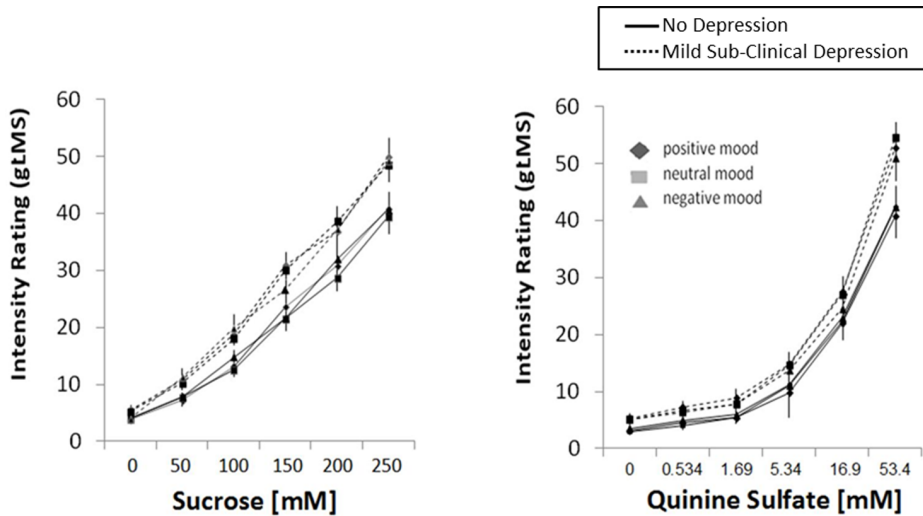 No Depression
Mild Sub-Clinical Depression
Intensity Rating (gLMS)
60
50
40
30
20
10
0
0 50 100 150 200 250
Sucrose [mM]
Intensity Rating (gLMS)
60
50
40
30
20
10
0
positive mood
neutral mood
negative mood
0 0.534 1.69 5.34 16.9 53.4
Quinine Sulfate [mM]